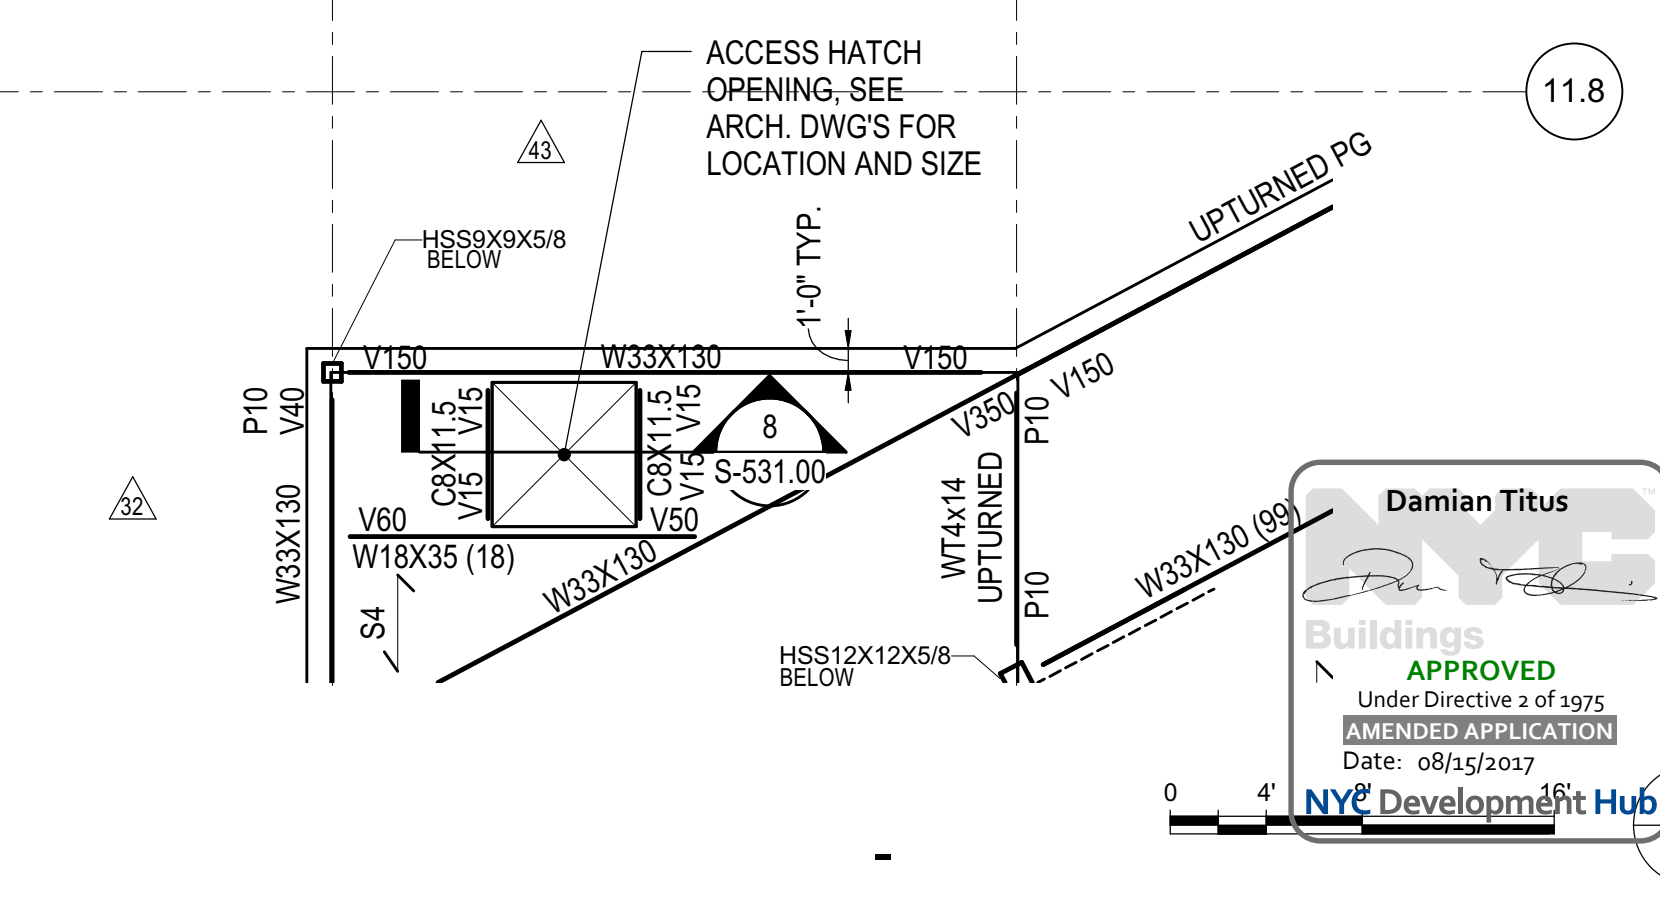 ACCESS HATCH
OPENING, SEE
ARCH. DWG'S FOR
LOCATION AND SIZE
11.8
43
UPTURNED PG
HSS9X9X5/8
BELOW
1'-0" TYP.
V150
W33X130
V150
V150
P10
V40
C8X11.5
V15
V15
C8X11.5
V15
V15
8
S-531.00
V350
P10
W33X130
32
V60
V50
W18X35 (18)
W33X130
WT4x14
UPTURNED
P10
W33X130 (99)
S4
HSS12X12X5/8
BELOW
Damian Titus
NYC
TM
Buildings
APPROVED
Under Directive 2 of 1975
AMENDED APPLICATION
Date: 08/15/2017
NYC Development Hub
0 4' 8' 16'